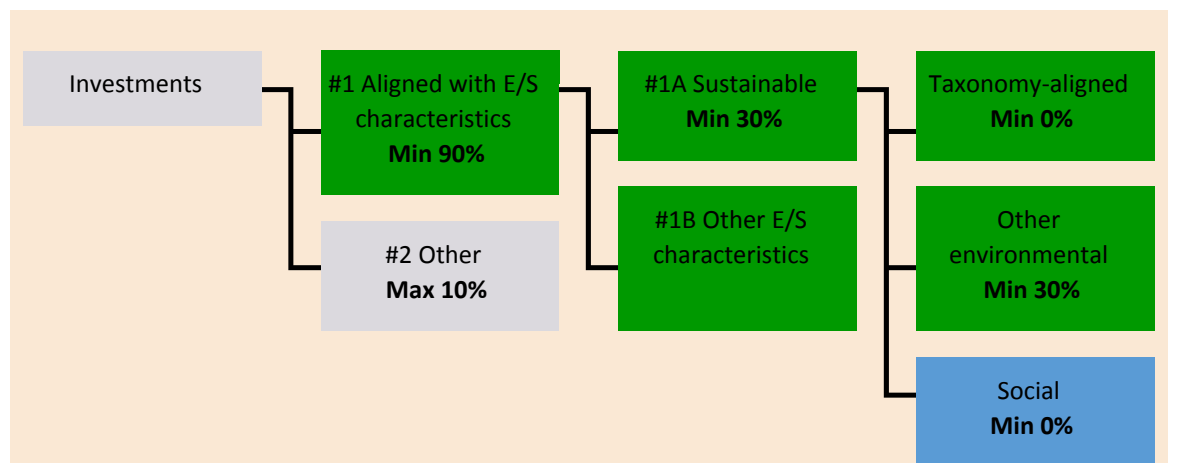 Investments
#1 Aligned with E/S
characteristics
Min 90%
#2 Other
Max 10%
#1A Sustainable
Min 30%
#1B Other E/S
characteristics
Taxonomy-aligned
Min 0%
Other
environmental
Min 30%
Social
Min 0%